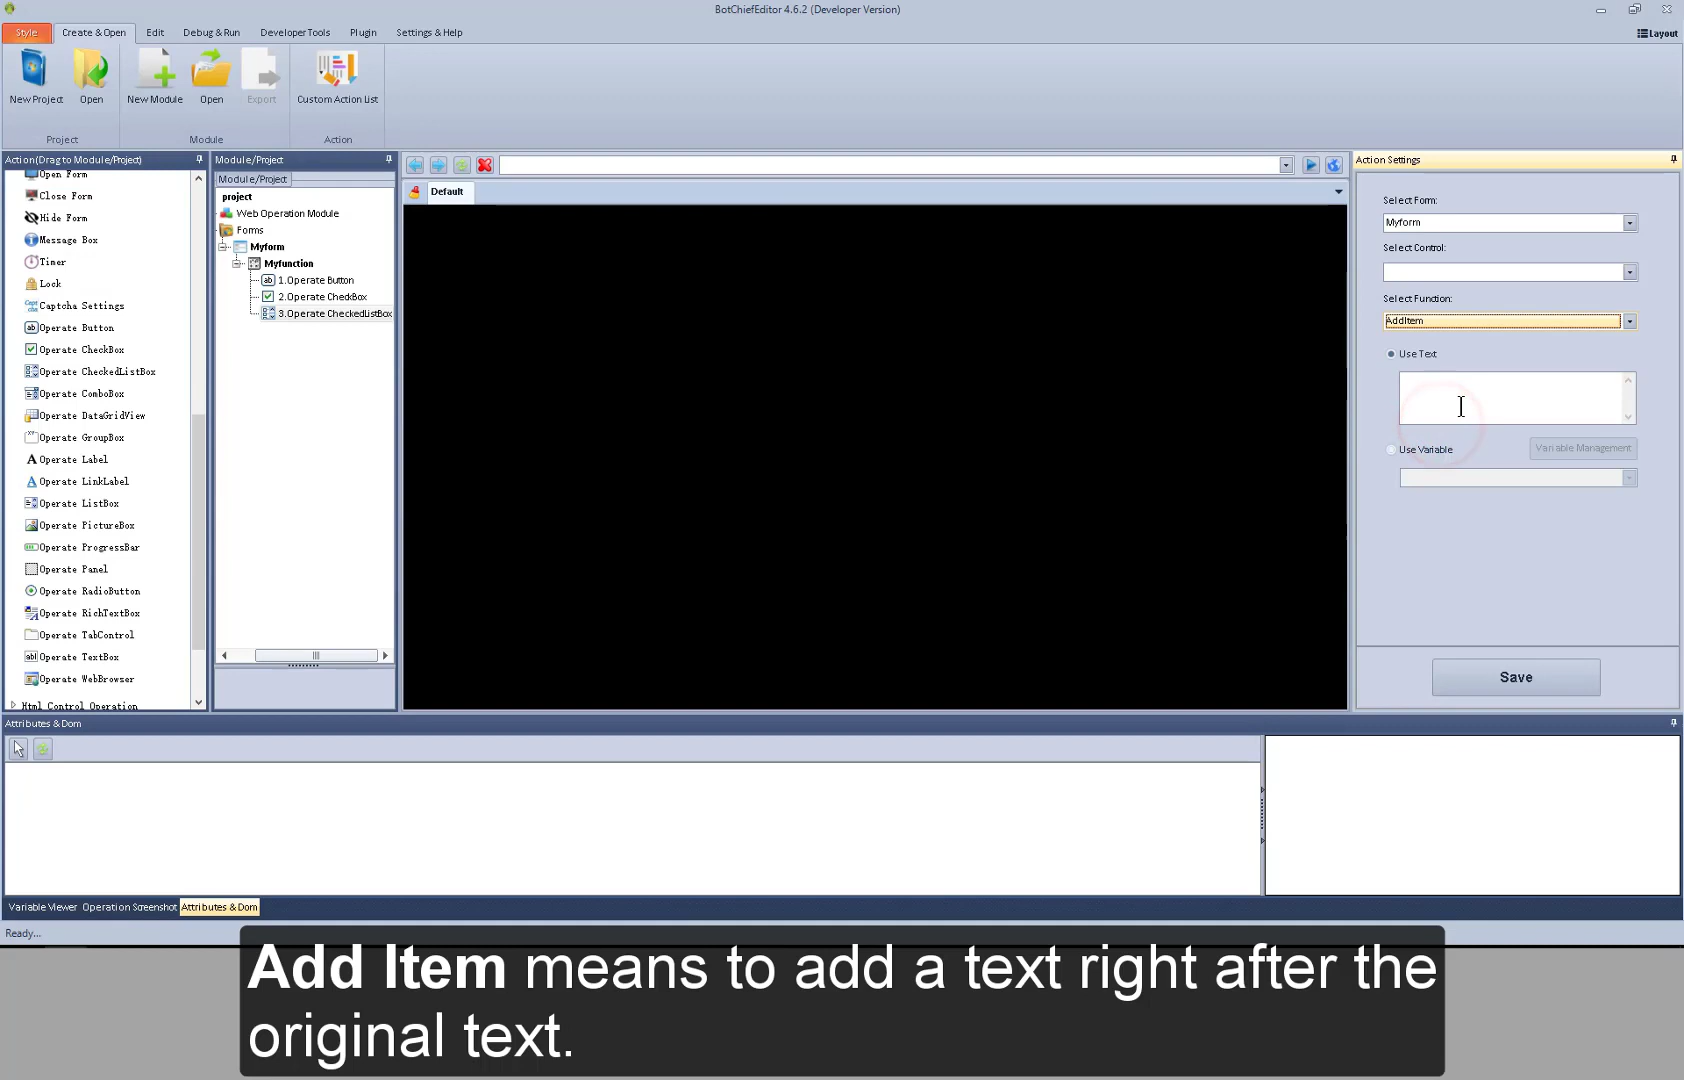 BotChiefEditor 4.6.2 (Developer Version)
Style
Create & Open
Edit
Debug & Run
Developer Tools
Plugin
Settings & Help
Layout
New Project
Open
New Module
Open
Export
Custom Action List
Project
Module
Action
Action(Drag to Module/Project)
Open Form
Close Form
Hide Form
Message Box
Timer
Lock
Captcha Settings
Operate Button
Operate CheckBox
Operate CheckedListBox
Operate ComboBox
Operate DataGridView
Operate GroupBox
Operate Label
Operate LinkLabel
Operate ListBox
Operate PictureBox
Operate ProgressBar
Operate Panel
Operate RadioButton
Operate RichTextBox
Operate TabControl
Operate TextBox
Operate WebBrowser
Html Control Operation
Module/Project
Module/Project
project
Web Operation Module
Forms
Myform
Myfunction
1.Operate Button
2.Operate CheckBox
3.Operate CheckedListBox
Default
Action Settings
Select Form:
Myform
Select Control:
Select Function:
AddItem
Use Text
Use Variable
Variable Management
Save
Attributes & Dom
Variable Viewer
Operation Screenshot
Attributes & Dom
Ready...
Add Item means to add a text right after the
original text.